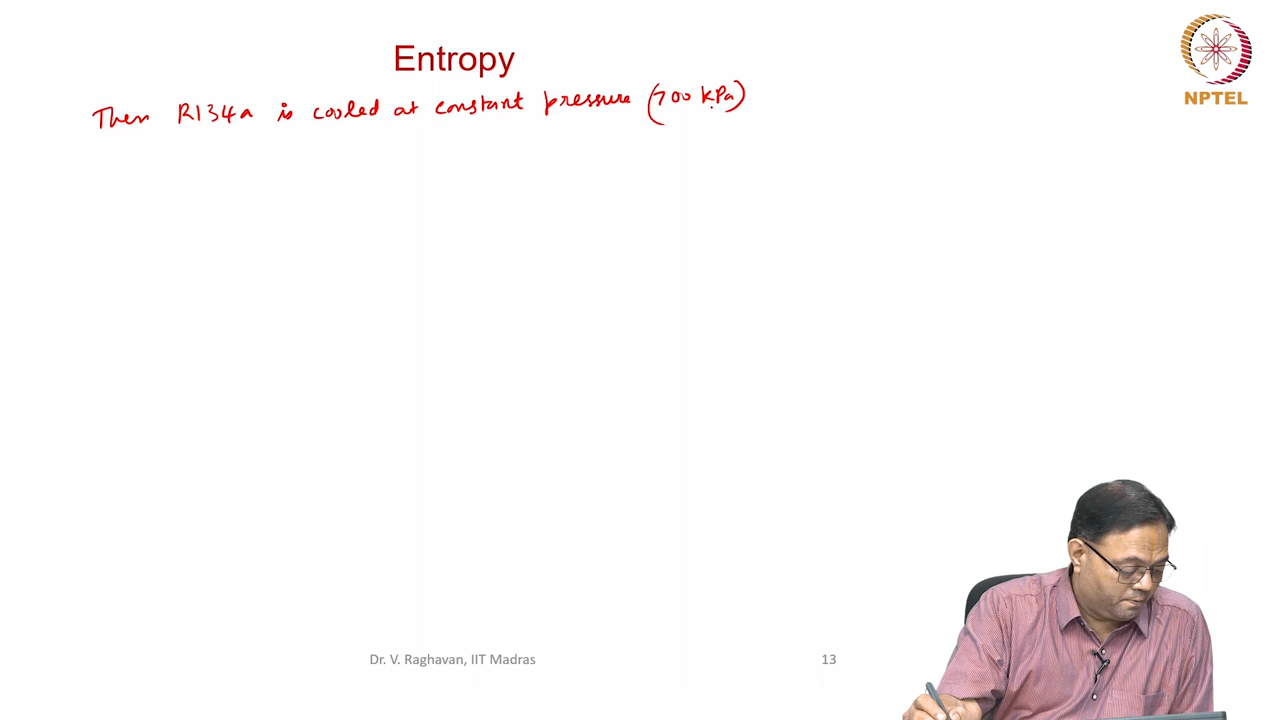 Entropy
Then R134a is cooled at constant pressure (700 kPa)
NPTEL
Dr. V. Raghavan, IIT Madras
13